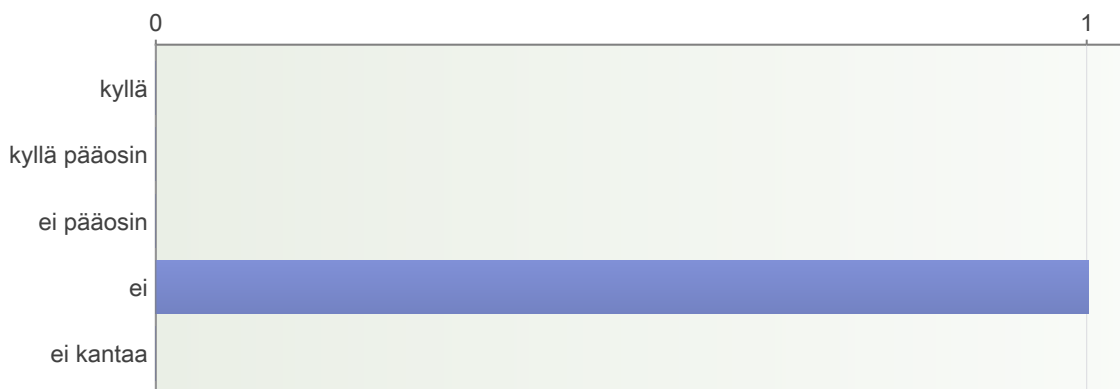 0 1
kyllä
kyllä pääosin
ei pääosin
ei
ei kantaa